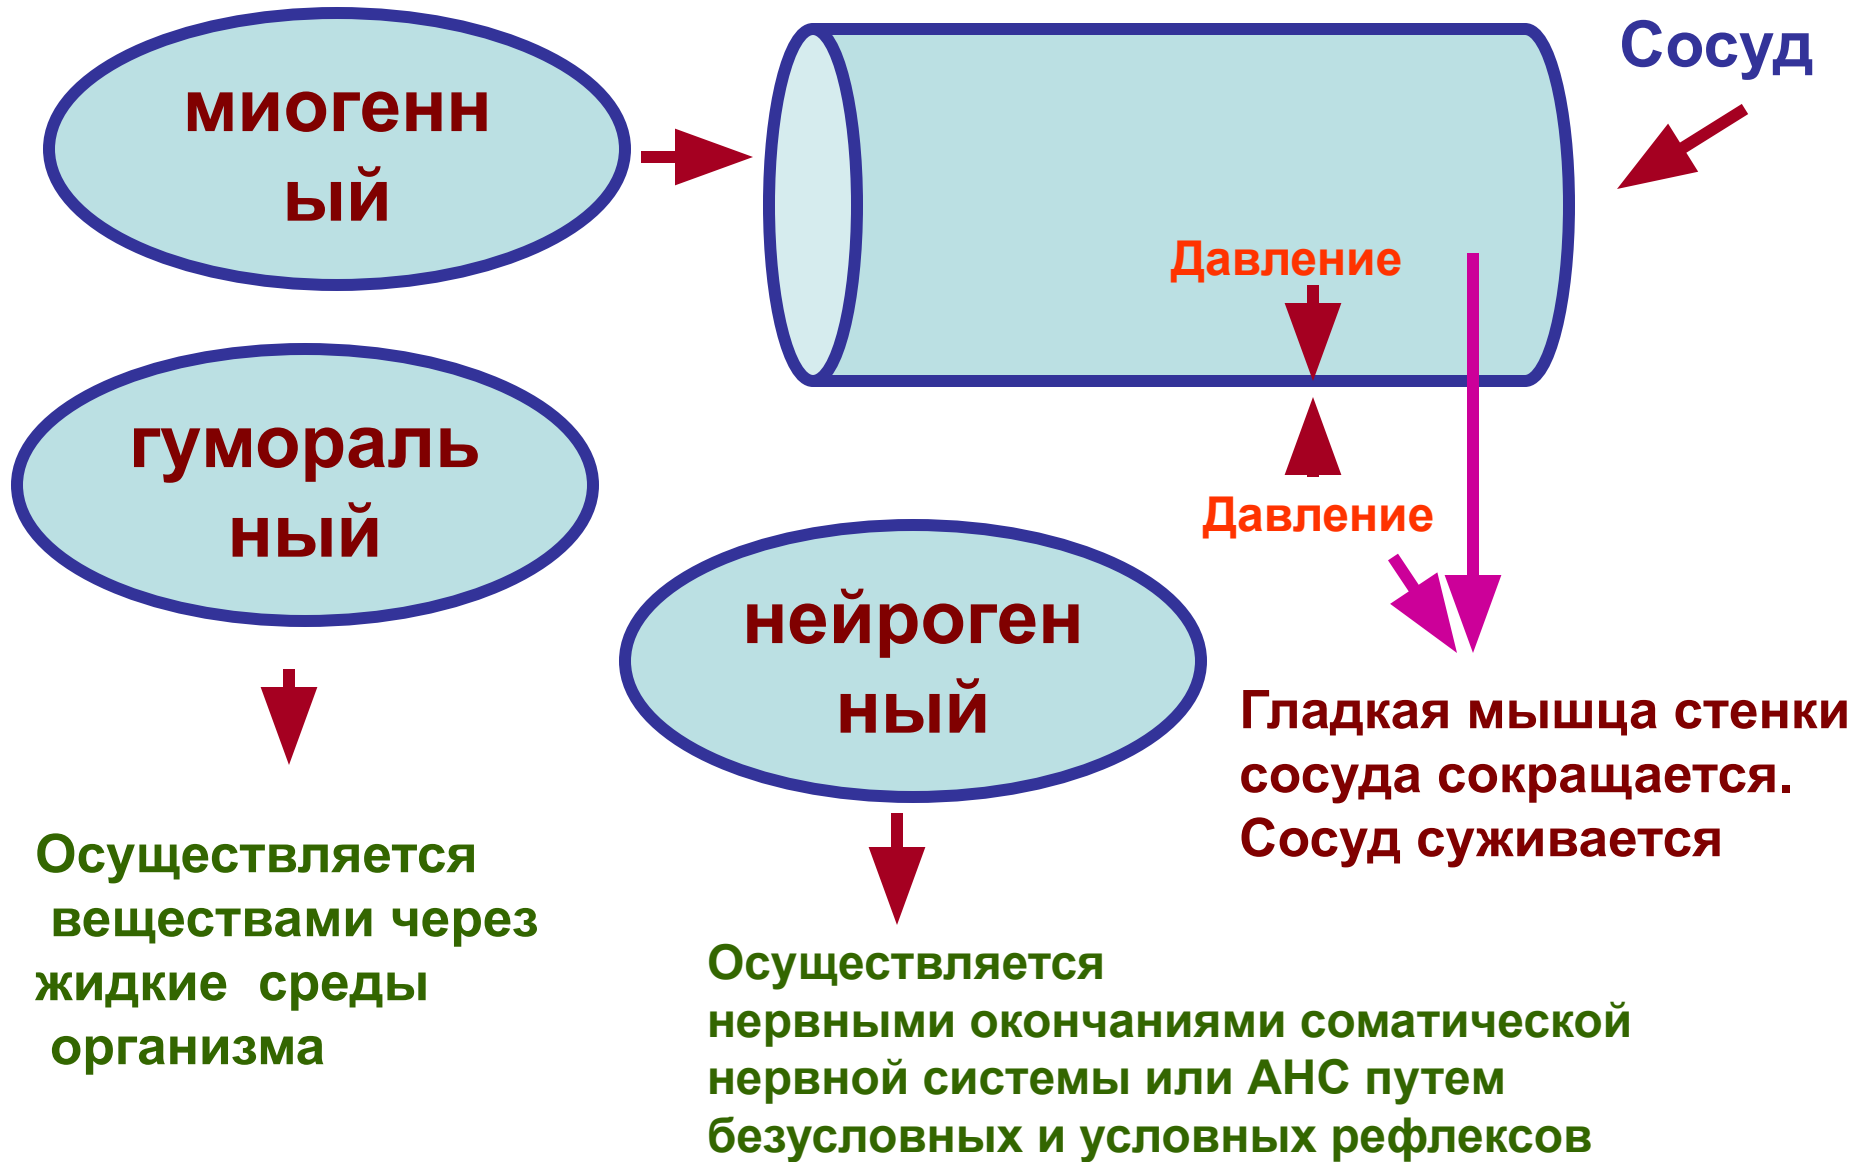 миогенн
ый
Сосуд
Давление
гумораль
ный
Давление
нейроген
ный
Гладкая мышца стенки
сосуда сокращается.
Сосуд суживается
Осуществляется
веществами через
жидкие среды
организма
Осуществляется
нервными окончаниями соматической
нервной системы или АНС путем
безусловных и условных рефлексов